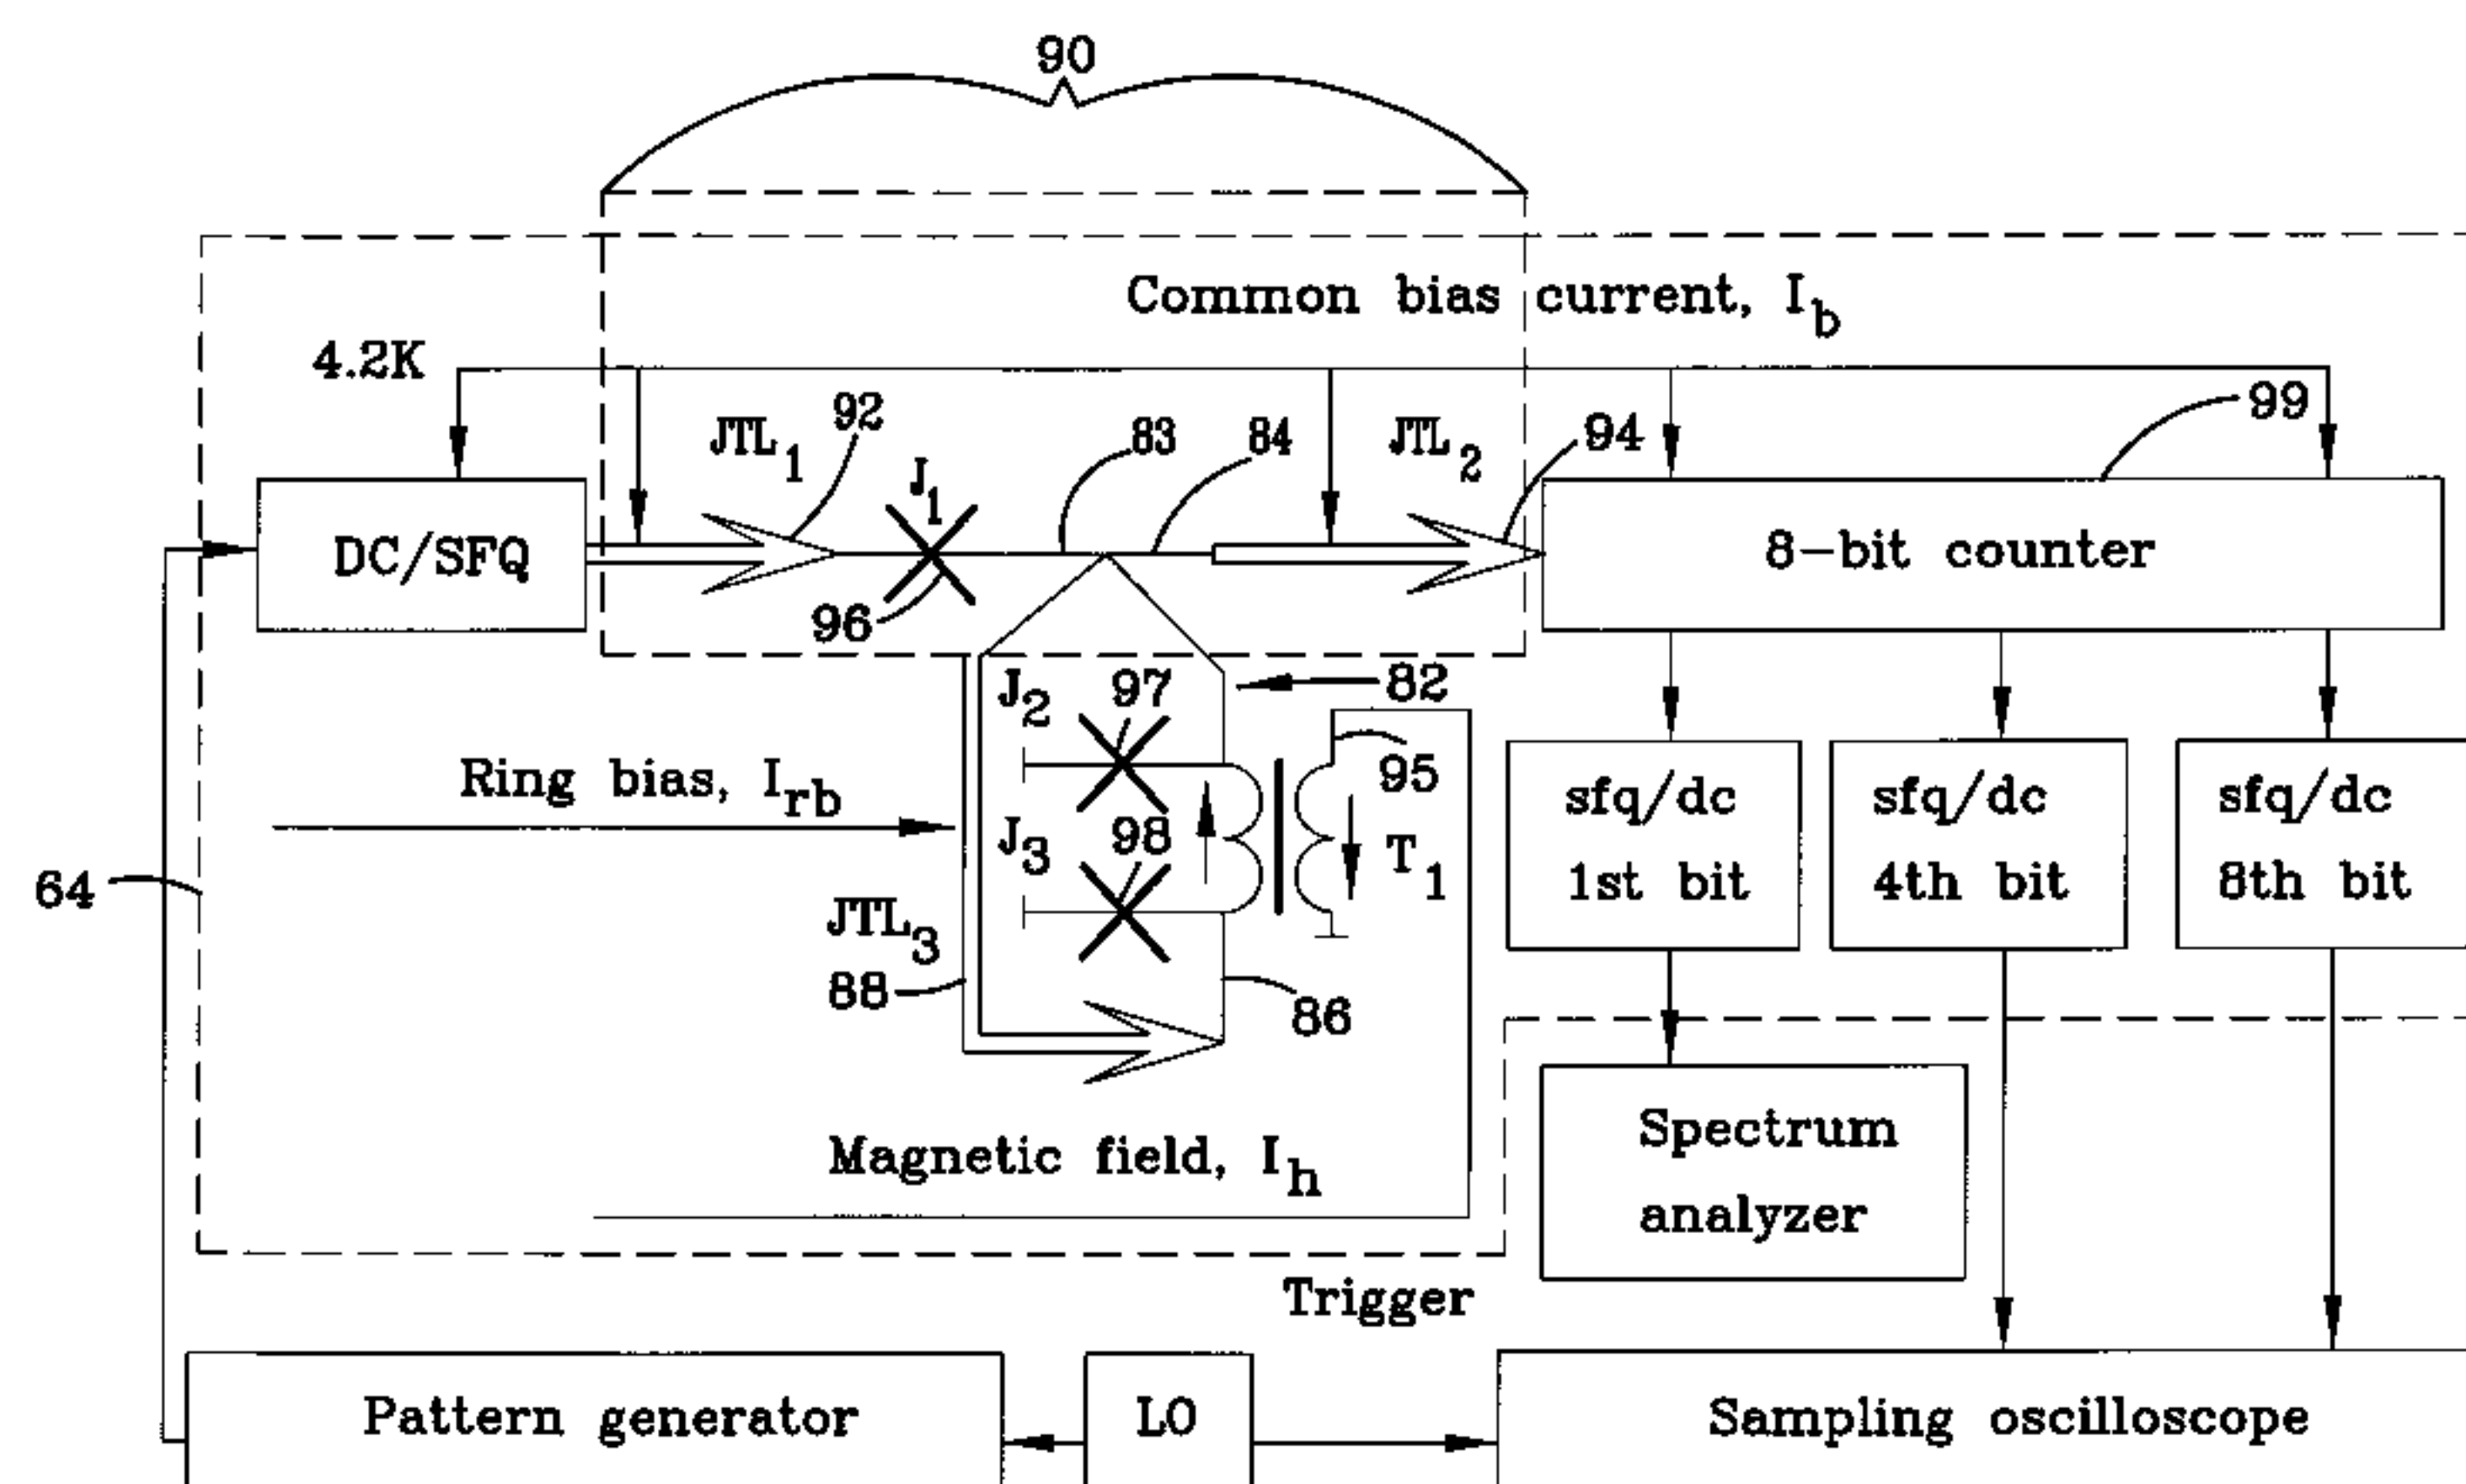 90
Common bias current, Ib
4.2K
JTL1
92
J1
83
84
JTL2
94
99
DC/SFQ
8-bit counter
96
J2
97
82
Ring bias, Irb
95
J3
98
T1
sfq/dc
1st bit
sfq/dc
4th bit
sfq/dc
8th bit
64
JTL3
88
86
Magnetic field, Ih
Spectrum
analyzer
Trigger
Pattern generator
LO
Sampling oscilloscope